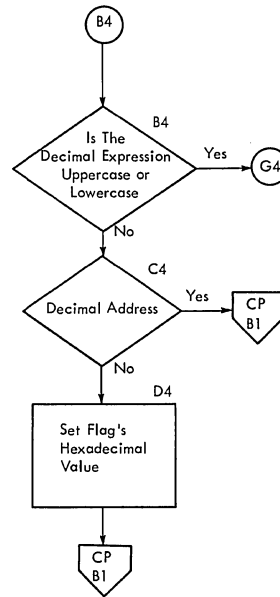 B4
B4
Is The
Decimal Expression
Uppercase or
Lowercase
Yes
G4
No
C4
Decimal Address
Yes
CP
B1
No
D4
Set Flag's
Hexadecimal
Value
CP
B1